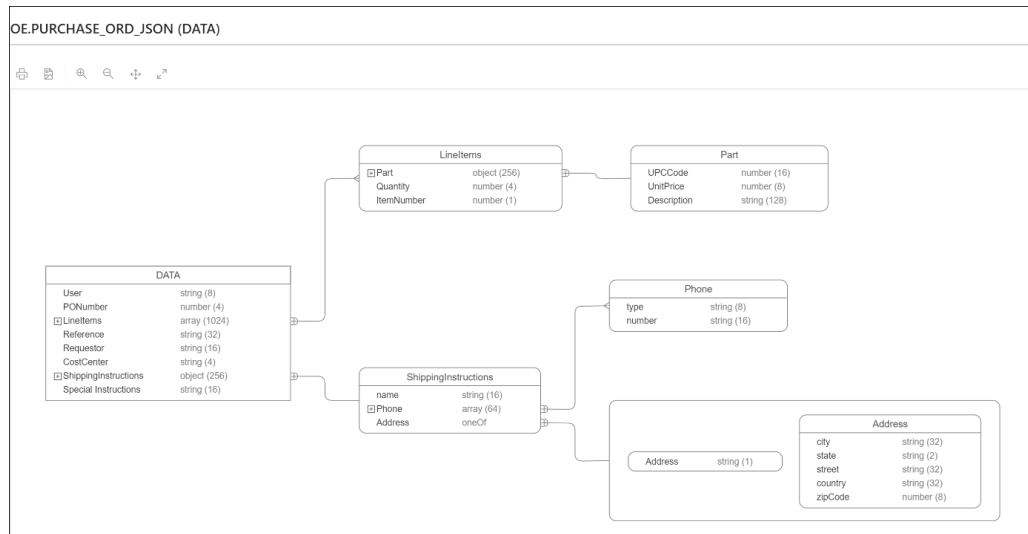 OE.PURCHASE_ORD_JSON (DATA)
LineItems
Part object (256)
Quantity number (4)
ItemNumber number (1)
Part
UPCCode number (16)
UnitPrice number (8)
Description string (128)
DATA
User string (8)
PONumber number (4)
LineItems array (1024)
Reference string (32)
Requestor string (16)
CostCenter string (4)
ShippingInstructions object (256)
Special Instructions string (16)
Phone
type string (8)
number string (16)
ShippingInstructions
name string (16)
Phone array (64)
Address oneOf
Address string (1)
Address
city string (32)
state string (2)
street string (32)
country string (32)
zipCode number (8)